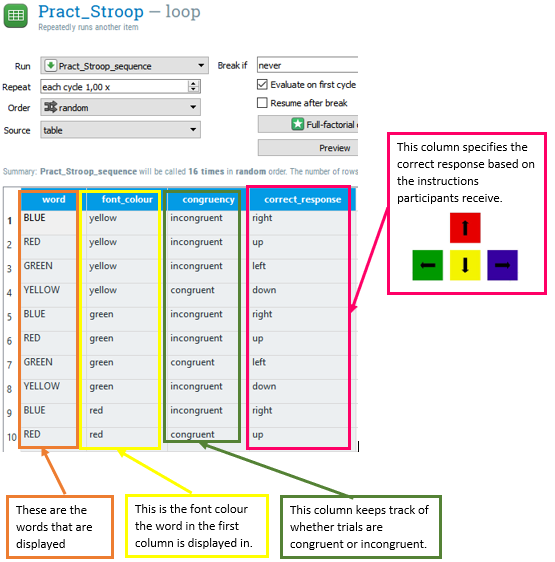 Pract_Stroop — loop
Repeatedly runs another item
Run Pract_Stroop_sequence Break if never
Repeat each cycle 1,00 x Evaluate on first cycle
Order random Resume after break
Source table Full-factorial
Preview
Summary: Pract_Stroop_sequence will be called 16 times in random order. The number of rows
word font_colour congruency correct_response
1 BLUE yellow incongruent right
2 RED yellow incongruent up
3 GREEN yellow incongruent left
4 YELLOW yellow congruent down
5 BLUE green incongruent right
6 RED green incongruent up
7 GREEN green congruent left
8 YELLOW green incongruent down
9 BLUE red incongruent right
10 RED red congruent up
This column specifies the
correct response based on
the instructions
participants receive.
These are the
words that are
displayed
This is the font colour
the word in the first
column is displayed in.
This column keeps track of
whether trials are
congruent or incongruent.